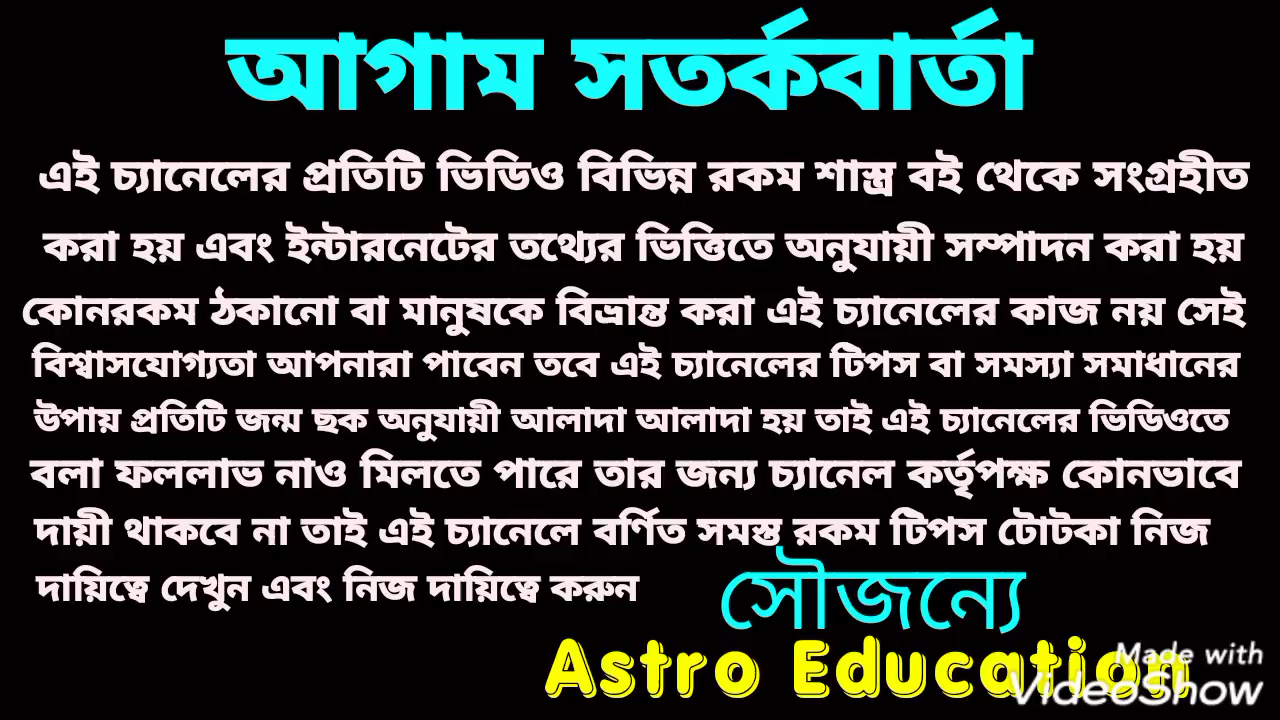 আগাম সতর্কবার্তা
এই চ্যানেলের প্রতিটি ভিডিও বিভিন্ন রকম শাস্ত্র বই থেকে সংগ্রহীত
করা হয় এবং ইন্টারনেটের তথ্যের ভিত্তিতে অনুযায়ী সম্পাদন করা হয়
কোনরকম ঠকানো বা মানুষকে বিভ্রান্ত করা এই চ্যানেলের কাজ নয় সেই
বিশ্বাসযোগ্যতা আপনারা পাবেন তবে এই চ্যানেলের টিপস বা সমস্যা সমাধানের
উপায় প্রতিটি জন্ম ছক অনুযায়ী আলাদা আলাদা হয় তাই এই চ্যানেলের ভিডিওতে
বলা ফললাভ নাও মিলতে পারে তার জন্য চ্যানেল কর্তৃপক্ষ কোনভাবে
দায়ী থাকবে না তাই এই চ্যানেলে বর্ণিত সমস্ত রকম টিপস টোটকা নিজ
দায়িত্বে দেখুন এবং নিজ দায়িত্বে করুন
সৌজন্যে
Astro Education
Made with
VideoShow